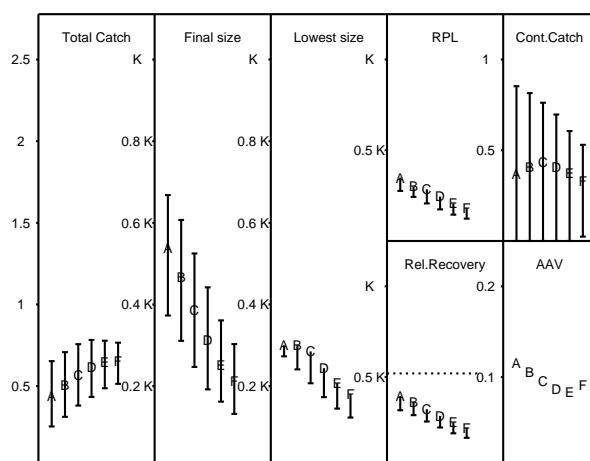 Total Catch Final size Lowest size RPL Cont.Catch
2.5 K K K 1
2 0.8 K 0.8 K
0.5 K 0.5
1.5 0.6 K 0.6 K
A B C D E F
A B C D E F
A B C D E F
Rel.Recovery AAV
K 0.2
1 0.4 K 0.4 K
A B C D E F
0.5 0.2 K 0.2 K 0.5 K 0.1
A B C D E F
A B C D E F
A B C D E F